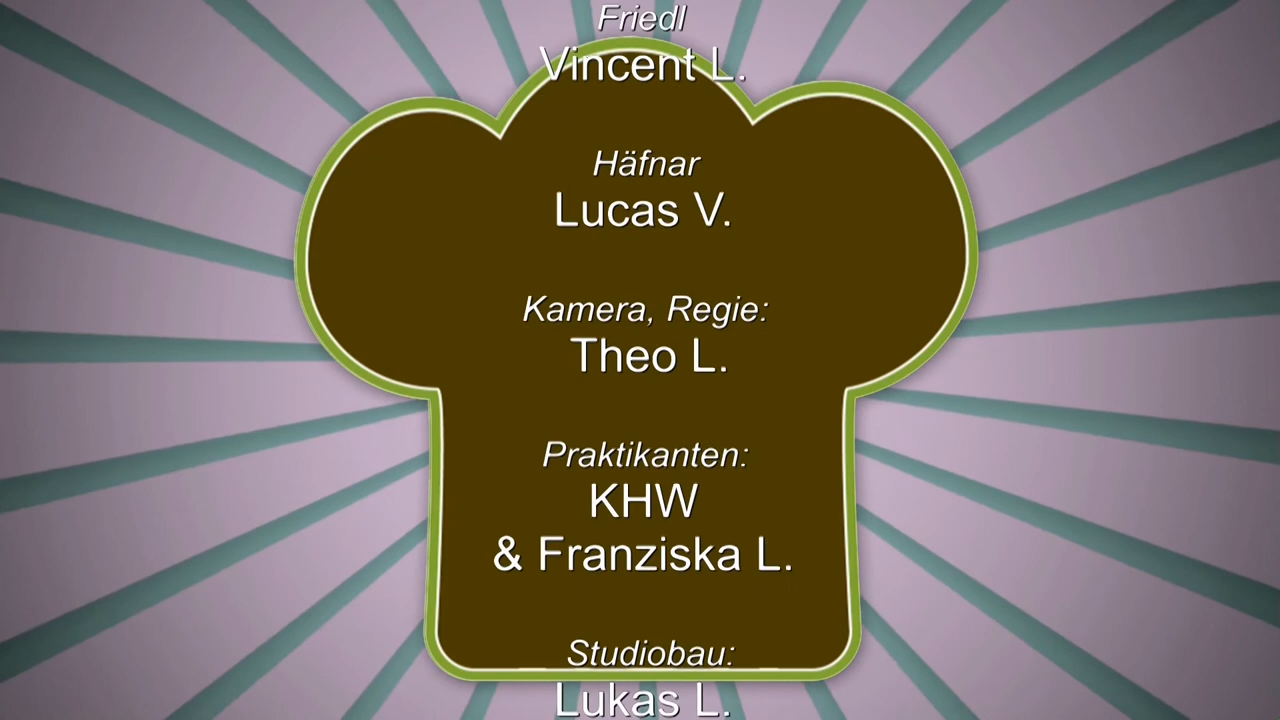 Friedl
Vincent L.
Häfnar
Lucas V.
Kamera, Regie:
Theo L.
Praktikanten:
KHW
& Franziska L.
Studiobau:
Lukas L.